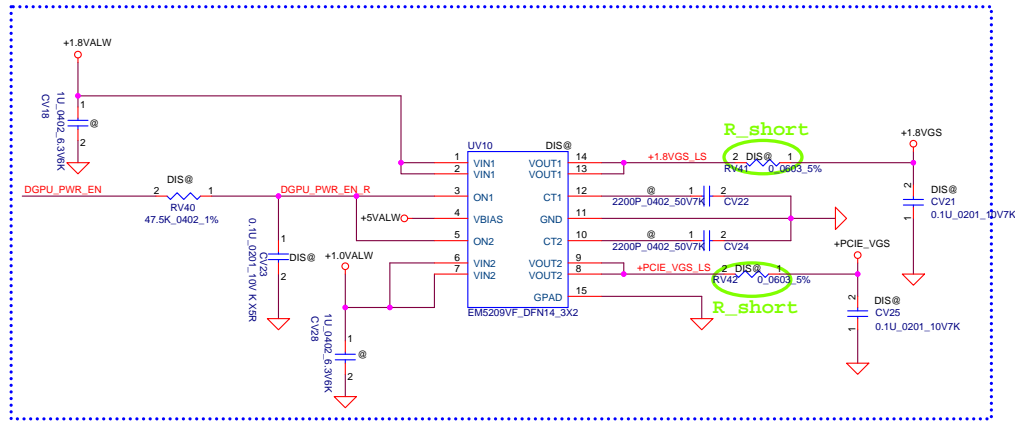 +1.8VALW
1
@
2
1U_0402_6.3V6K
CV18
DGPU_PWR_EN
DIS@
2
1
RV40
47.5K_0402_1%
DGPU_PWR_EN_R
+5VALW
1
DIS@
2
CV23
0.1U_0201_10V K X5R
+1.0VALW
1
@
2
1U_0402_6.3V6K
CV28
UV10
DIS@
1 VIN1
2 VIN1
3 ON1
4 VBIAS
5 ON2
6 VIN2
7 VIN2
VOUT1 14
VOUT1 13
CT1 12
GND 11
CT2 10
VOUT2 9
VOUT2 8
GPAD 15
EM5209VF_DFN14_3X2
R_short
+1.8VGS_LS
2 DIS@ 1
RV41 0_0603_5%
+1.8VGS
2
1
DIS@
CV21
0.1U_0201_10V7K
@ 1 2
2200P_0402_50V7K CV22
@ 1 2
2200P_0402_50V7K CV24
+PCIE_VGS_LS
2 DIS@ 1
RV42 0_0603_5%
R_short
+PCIE_VGS
2
1
DIS@
CV25
0.1U_0201_10V7K